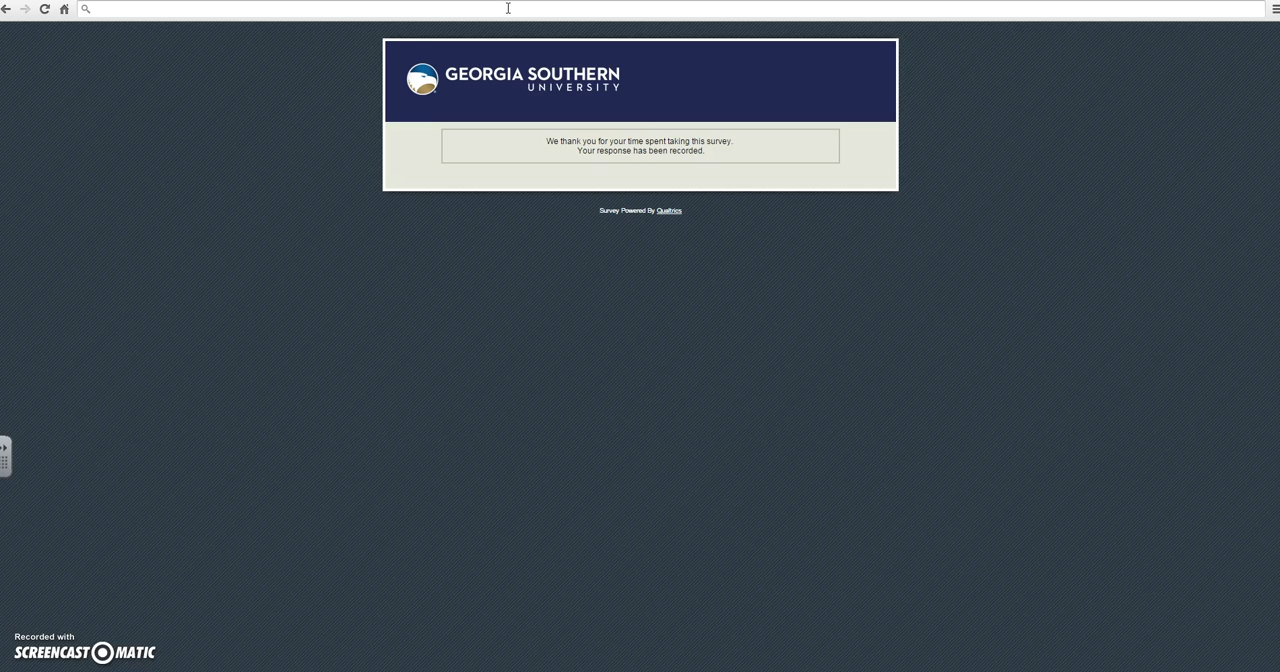 GEORGIA SOUTHERN
UNIVERSITY
We thank you for your time spent taking this survey.
Your response has been recorded.
Survey Powered By Qualtrics
Recorded with
SCREENCAST-O-MATIC